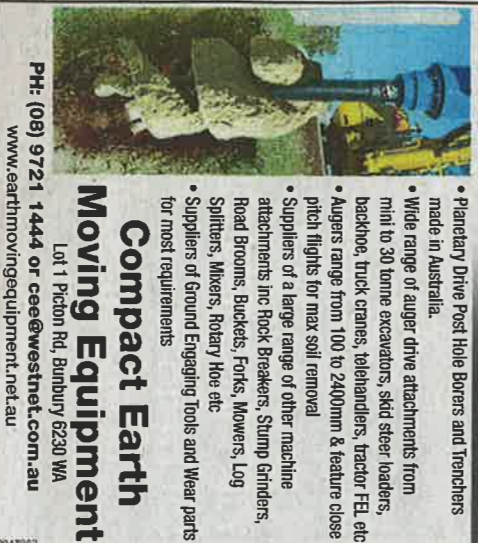 • Planetary Drive Post Hole Borers and Trenchers
made in Australia.
• Wide range of auger drive attachments from
mini to 30 tonne excavators, skid steer loaders,
backhoe, truck cranes, telehandlers, tractor FEL etc
• Augers range from 100 to 2400mm & feature close
pitch flights for max soil removal
• Suppliers of a large range of other machine
attachments inc Rock Breakers, Stump Grinders,
Road Brooms, Buckets, Forks, Mowers, Log
Splitters, Mixers, Rotary Hoe etc
• Suppliers of Ground Engaging Tools and Wear parts
for most requirements
Compact Earth
Moving Equipment
Lot 1 Picton Rd, Bunbury 6230 WA
PH: (08) 9721 1444 or cee@westnet.com.au
www.earthmovingequipment.net.au